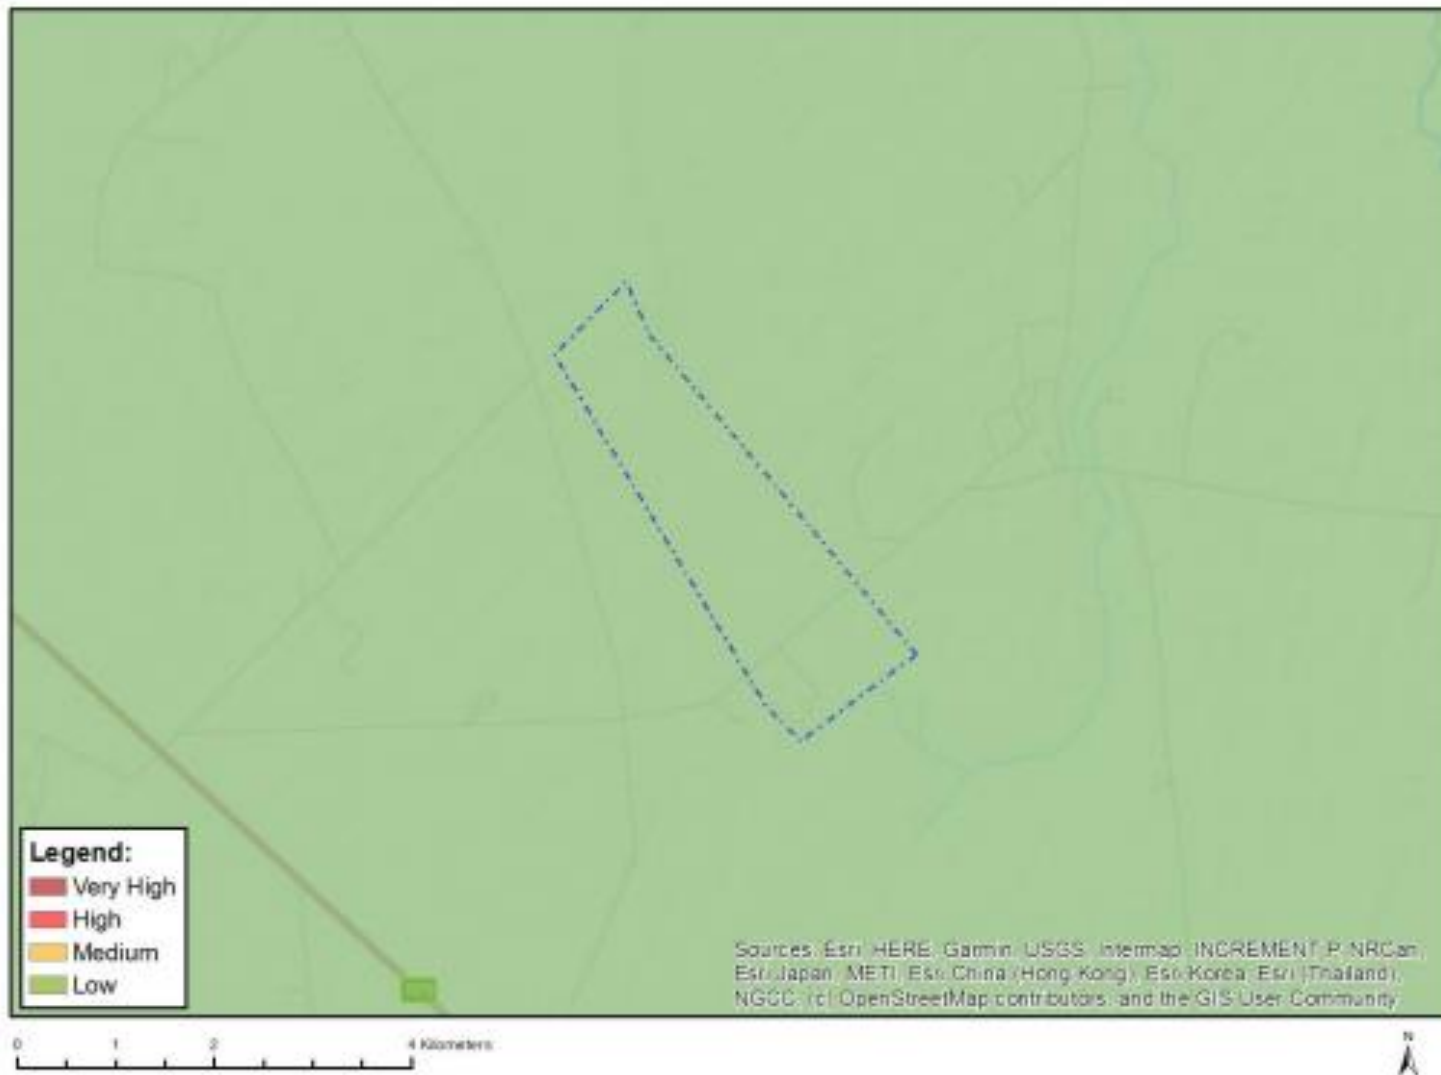 Legend:
Very High
High
Medium
Low
Sources: Esri, HERE, Garmin, USGS, Intermap, INCREMENT P, NRCan,
Esri Japan, METI, Esri China (Hong Kong), Esri Korea, Esri (Thailand),
NGCC, (c) OpenStreetMap contributors, and the GIS User Community
0 1 2 4 Kilometers
N